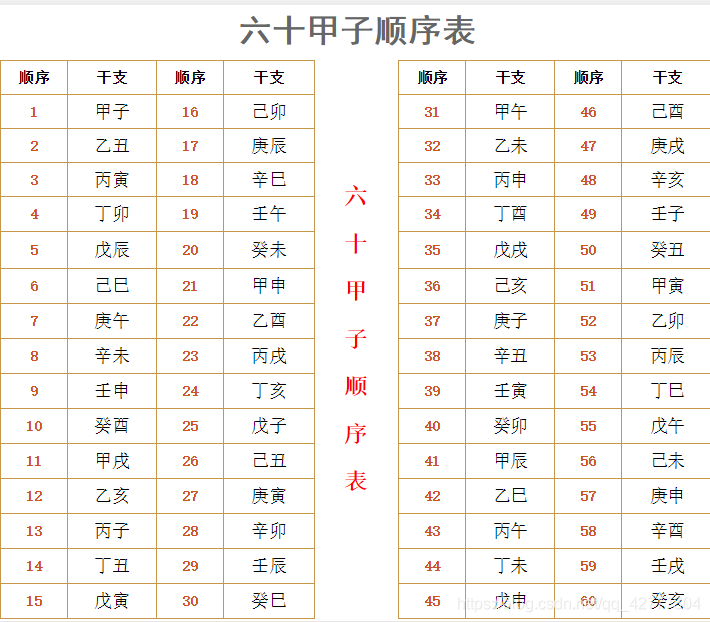 六十甲子顺序表
顺序 干支 顺序 干支 顺序 干支 顺序 干支
1 甲子 16 己卯 31 甲午 46 己酉
2 乙丑 17 庚辰 32 乙未 47 庚戌
3 丙寅 18 辛巳 33 丙申 48 辛亥
4 丁卯 19 壬午 34 丁酉 49 壬子
5 戊辰 20 癸未 35 戊戌 50 癸丑
6 己巳 21 甲申 36 己亥 51 甲寅
7 庚午 22 乙酉 37 庚子 52 乙卯
8 辛未 23 丙戌 38 辛丑 53 丙辰
9 壬申 24 丁亥 39 壬寅 54 丁巳
10 癸酉 25 戊子 40 癸卯 55 戊午
11 甲戌 26 己丑 41 甲辰 56 己未
12 乙亥 27 庚寅 42 乙巳 57 庚申
13 丙子 28 辛卯 43 丙午 58 辛酉
14 丁丑 29 壬辰 44 丁未 59 壬戌
15 戊寅 30 癸巳 45 戊申 60 癸亥
六十甲子顺序表